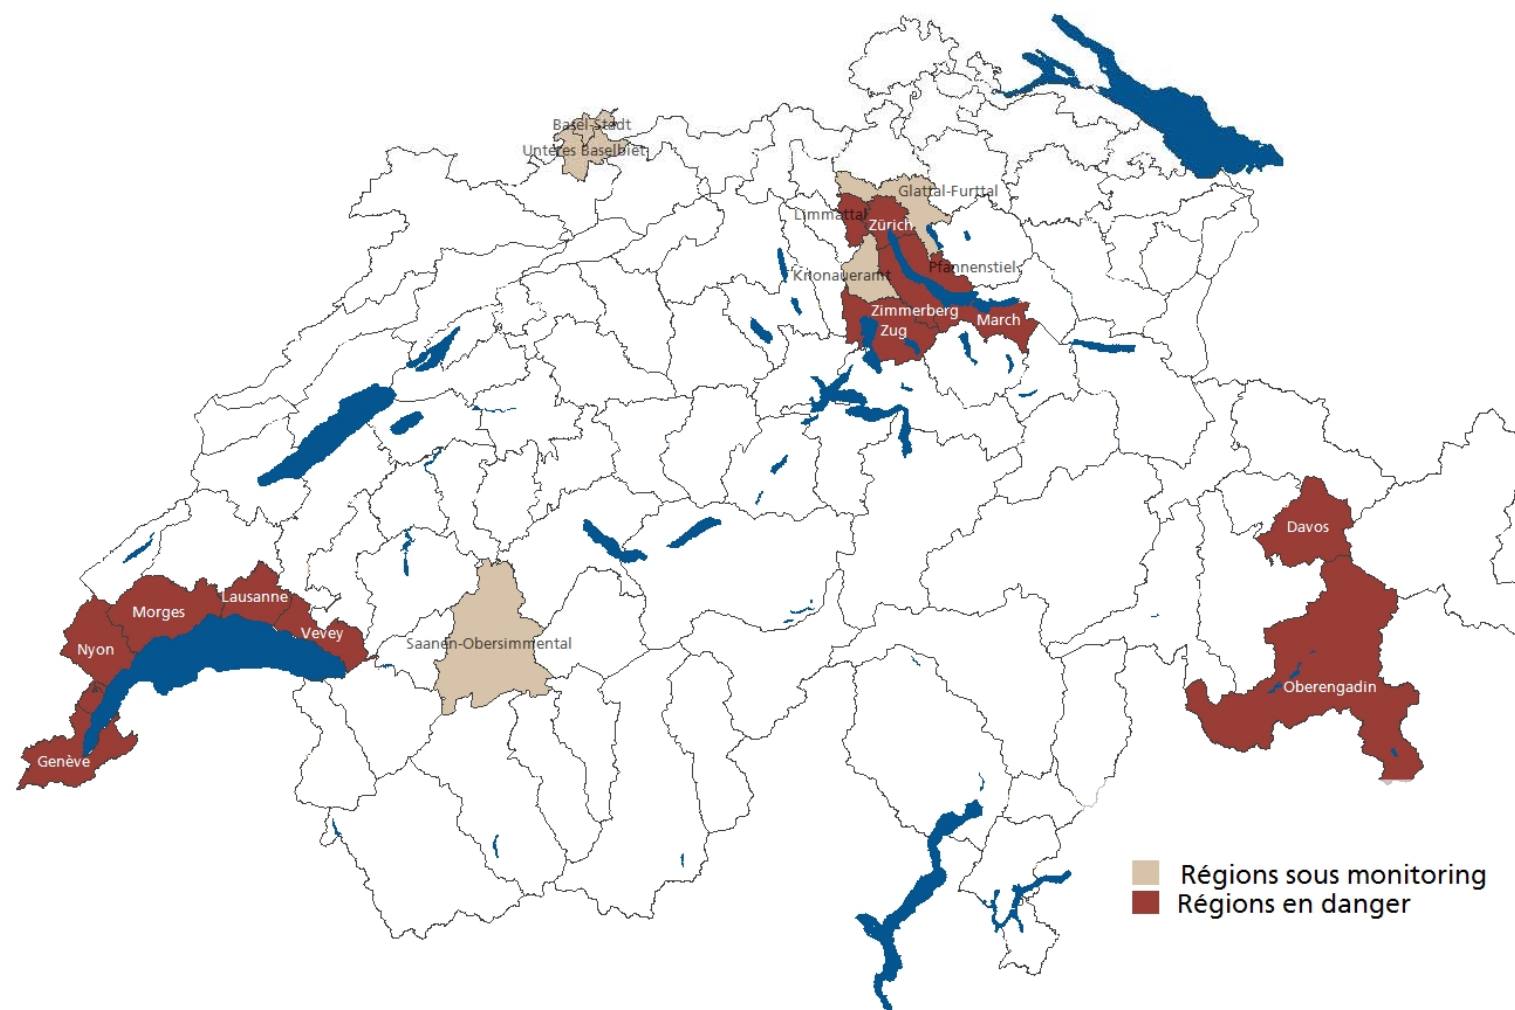 Basel-Stadt
Unteres Baselbiet
Glattal-Furttal
Limmattal
Zürich
Knonaueramt
Pfannenstiel
Zimmerberg
March
Zug
Davos
Lausanne
Morges
Vevey
Nyon
Saanen-Obersimmental
Oberengadin
Genève
Régions sous monitoring
Régions en danger